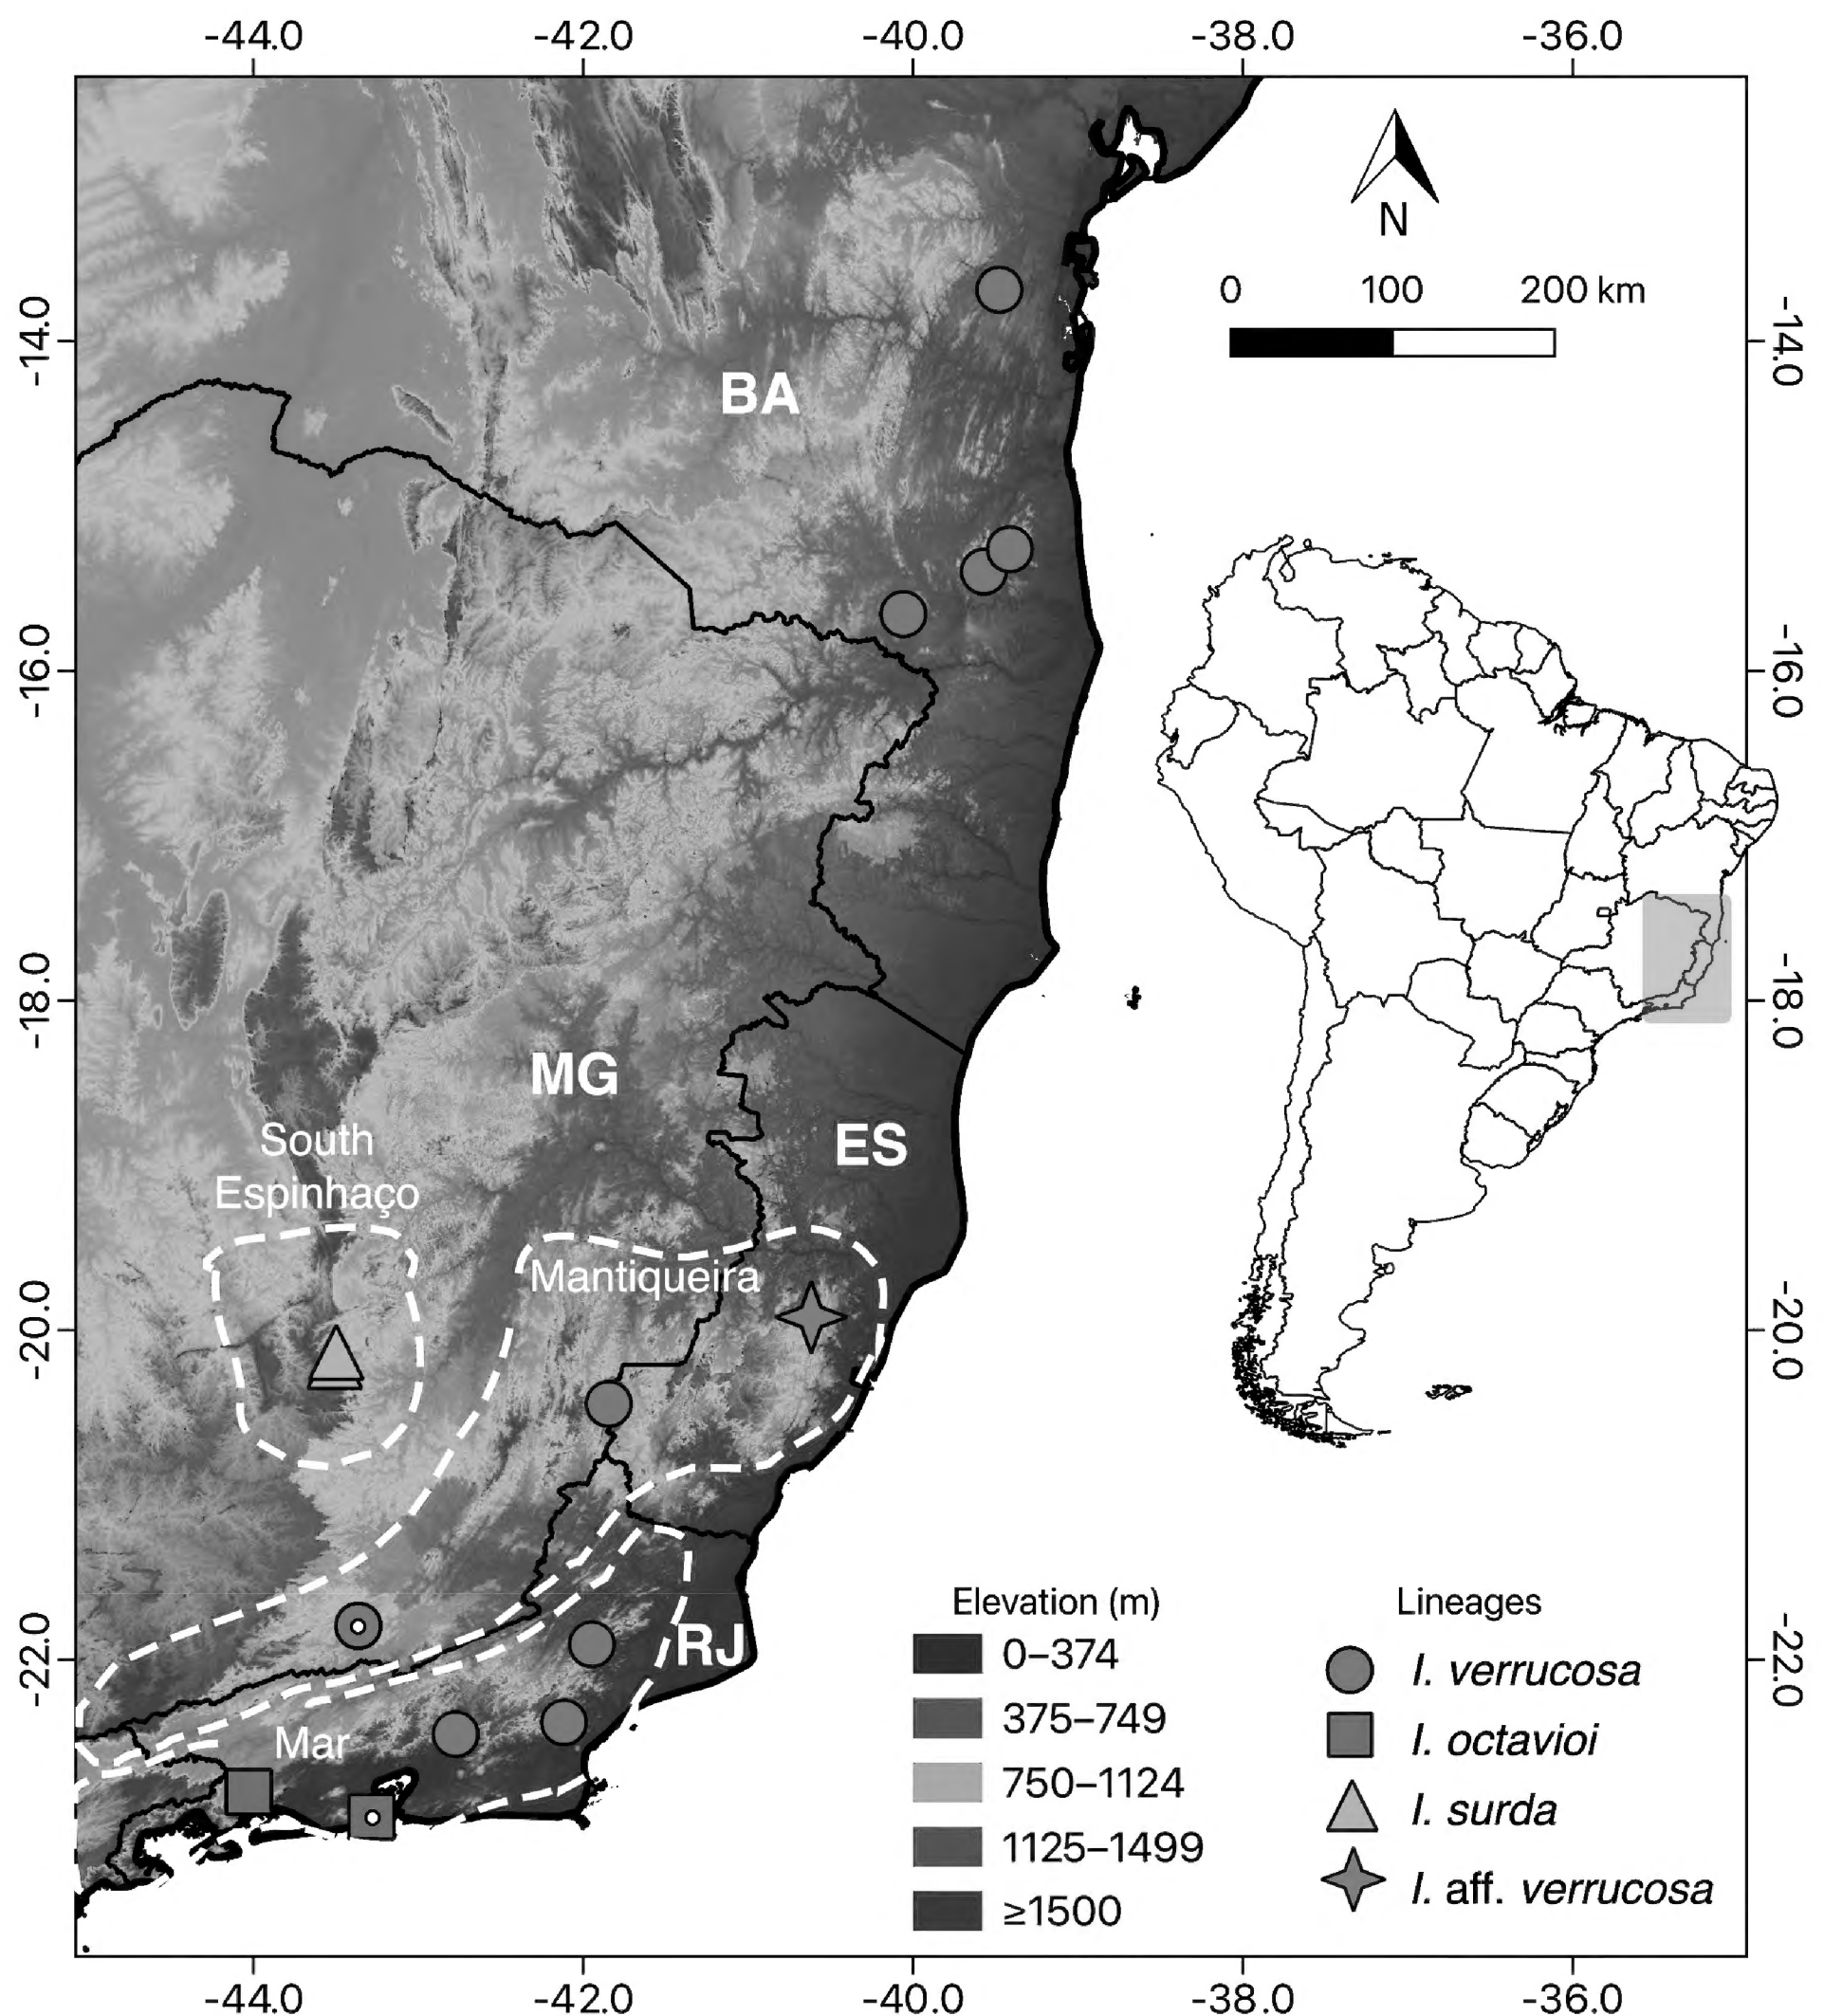 -44.0 -42.0 -40.0 -38.0 -36.0
N
0 100 200 km
-14.0 -14.0
BA
-16.0 -16.0
-18.0 -18.0
MG
ES
South
Espinhaço
Mantiqueira
-20.0 -20.0
Elevation (m) Lineages
RJ
0–374
I. verrucosa
-22.0 -22.0
375–749
I. octavioi
Mar
750–1124
I. surda
1125–1499
I. aff. verrucosa
≥1500
-44.0 -42.0 -40.0 -38.0 -36.0